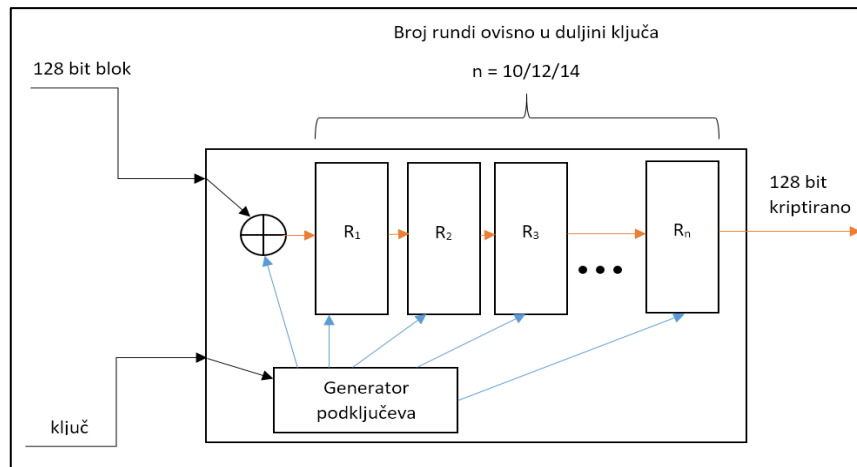 Broj rundi ovisno u duljini ključa
n = 10/12/14
128 bit blok
128 bit
kriptirano
R₁
R₂
R₃
Rₙ
Generator
podključeva
ključ